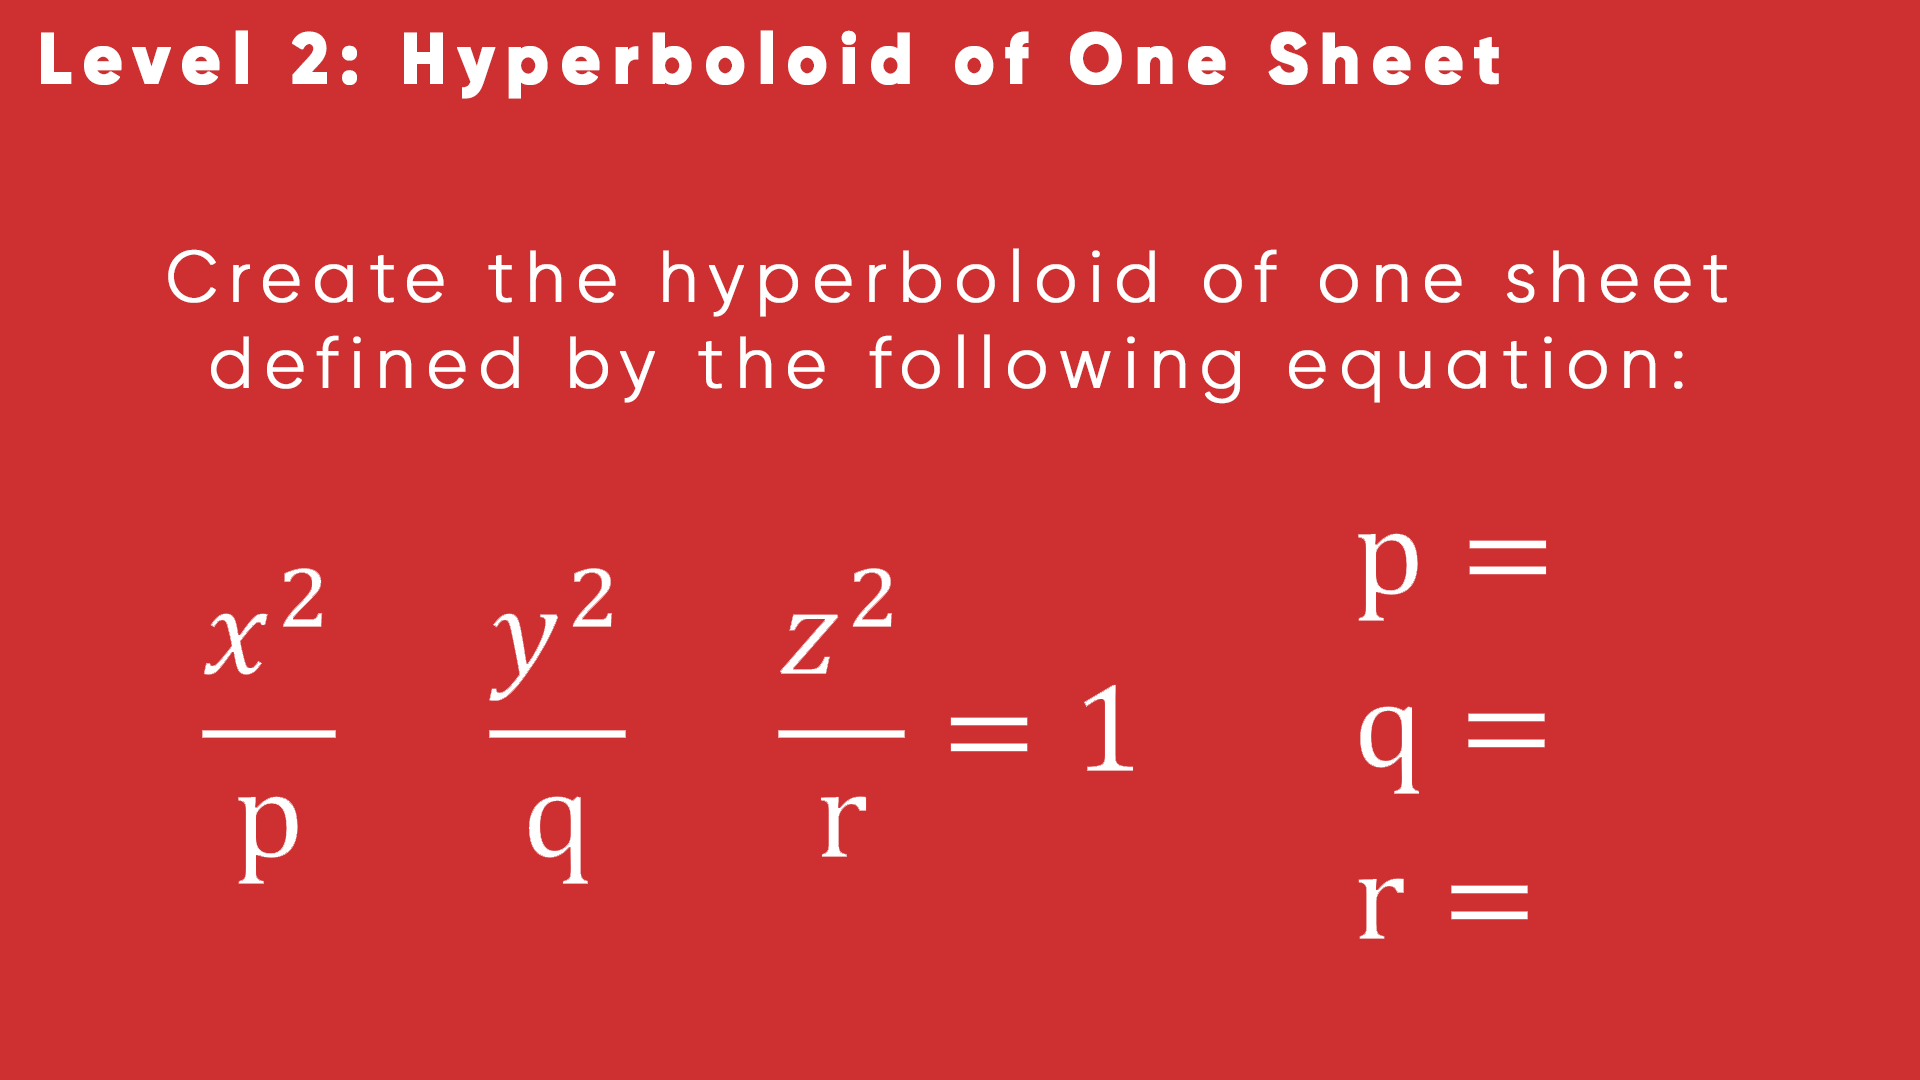 Level 2: Hyperboloid of One Sheet
Create the hyperboloid of one sheet
defined by the following equation:
x²/p y²/q z²/r = 1
p =
q =
r =